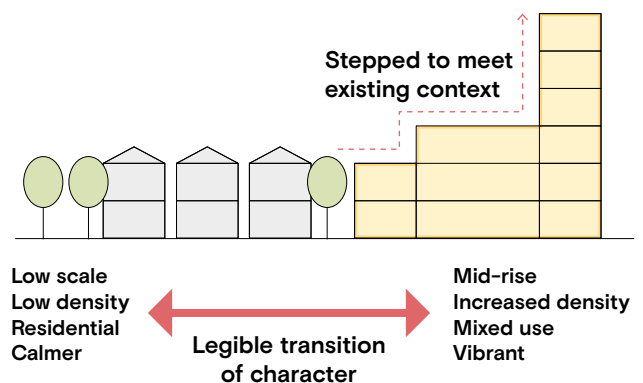 Stepped to meet
existing context
Low scale
Low density
Residential
Calmer
Legible transition
of character
Mid-rise
Increased density
Mixed use
Vibrant